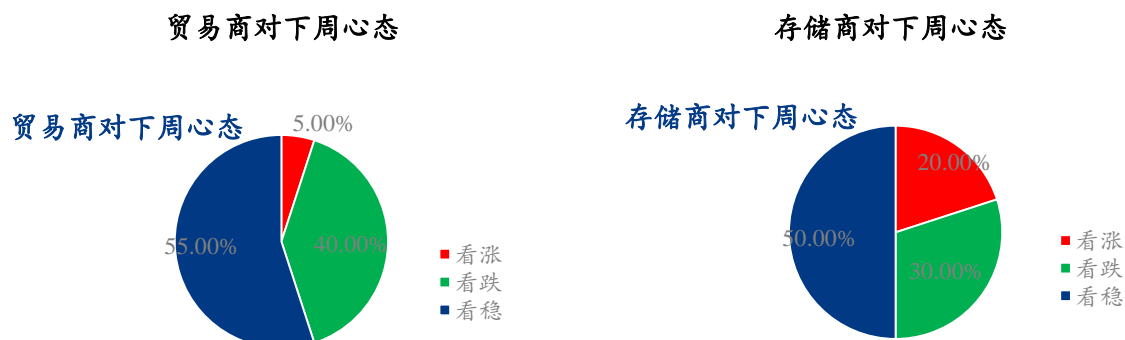 贸易商对下周心态
贸易商对下周心态
5.00%
40.00%
55.00%
看涨
看跌
看稳
存储商对下周心态
存储商对下周心态
20.00%
30.00%
50.00%
看涨
看跌
看稳